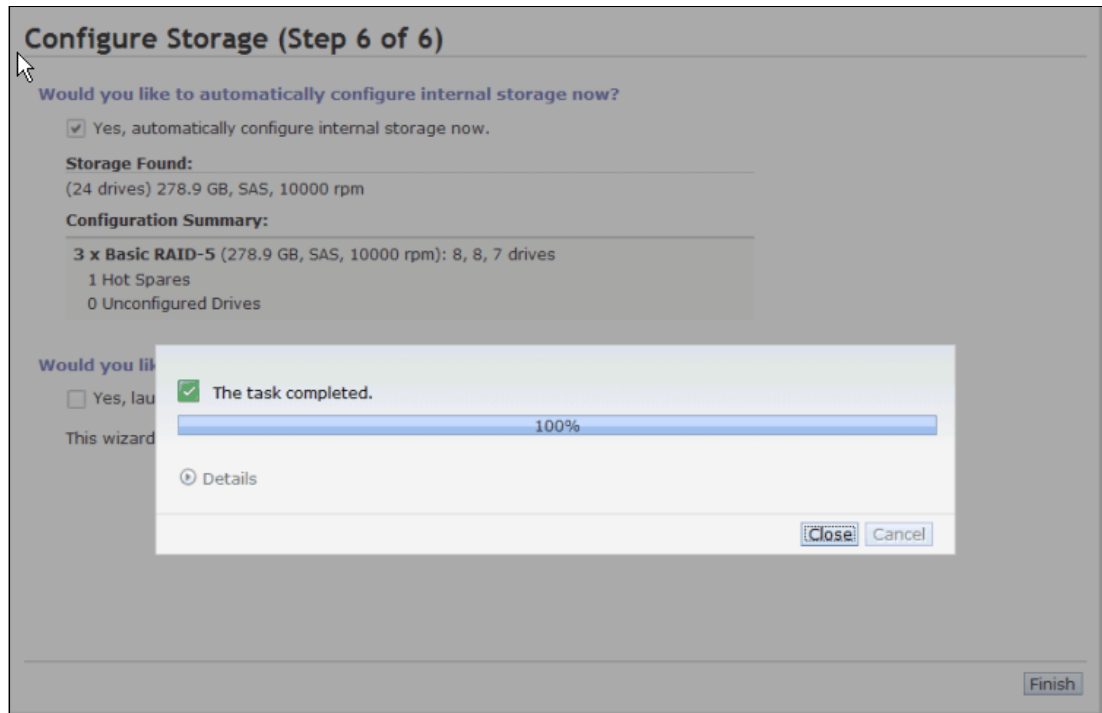 Configure Storage (Step 6 of 6)
Would you like to automatically configure internal storage now?
Yes, automatically configure internal storage now.
Storage Found:
(24 drives) 278.9 GB, SAS, 10000 rpm
Configuration Summary:
3 x Basic RAID-5 (278.9 GB, SAS, 10000 rpm): 8, 8, 7 drives
1 Hot Spares
0 Unconfigured Drives
Would you lik
Yes, lau
This wizard
The task completed.
100%
Details
Close Cancel
Finish